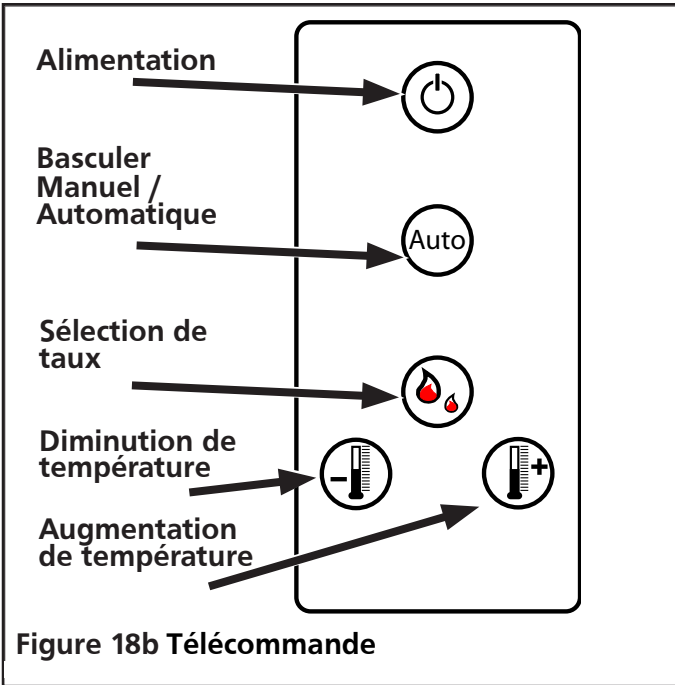 Alimentation
Basculer
Manuel /
Automatique
Auto
Sélection de
taux
Diminution de
température
Augmentation
de température
Figure 18b Télécommande